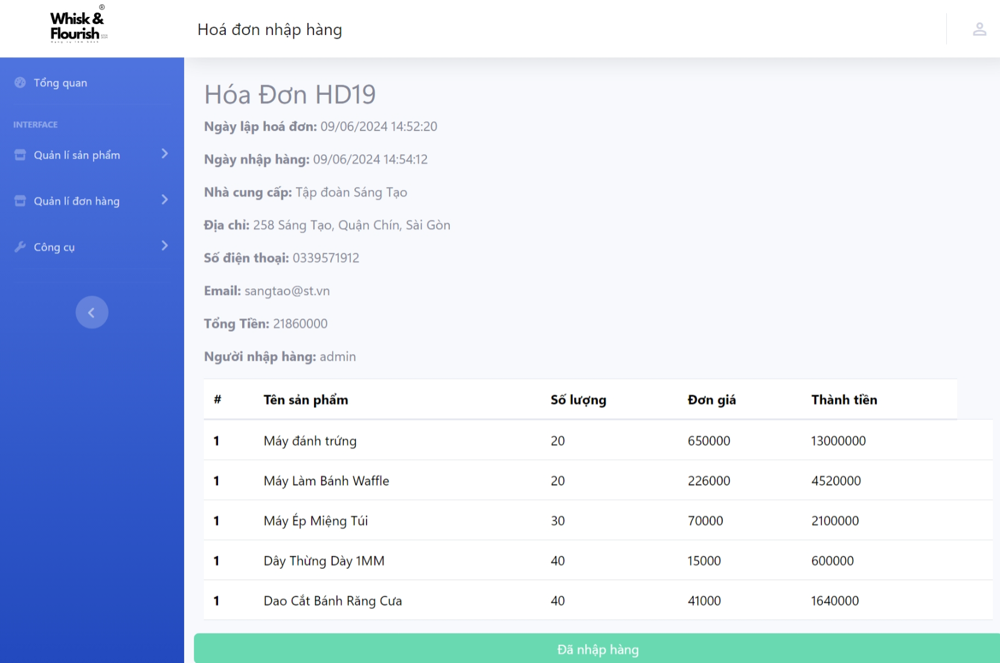 Whisk &
Flourish
®
Dụng cụ làm bánh
Hoá đơn nhập hàng
Tổng quan
INTERFACE
Quản lí sản phẩm
Quản lí đơn hàng
Công cụ
Hóa Đơn HD19
Ngày lập hoá đơn: 09/06/2024 14:52:20
Ngày nhập hàng: 09/06/2024 14:54:12
Nhà cung cấp: Tập đoàn Sáng Tạo
Địa chỉ: 258 Sáng Tạo, Quận Chín, Sài Gòn
Số điện thoại: 0339571912
Email: sangtao@st.vn
Tổng Tiền: 21860000
Người nhập hàng: admin
# Tên sản phẩm Số lượng Đơn giá Thành tiền
1 Máy đánh trứng 20 650000 13000000
1 Máy Làm Bánh Waffle 20 226000 4520000
1 Máy Ép Miệng Túi 30 70000 2100000
1 Dây Thừng Dày 1MM 40 15000 600000
1 Dao Cắt Bánh Răng Cưa 40 41000 1640000
Đã nhập hàng